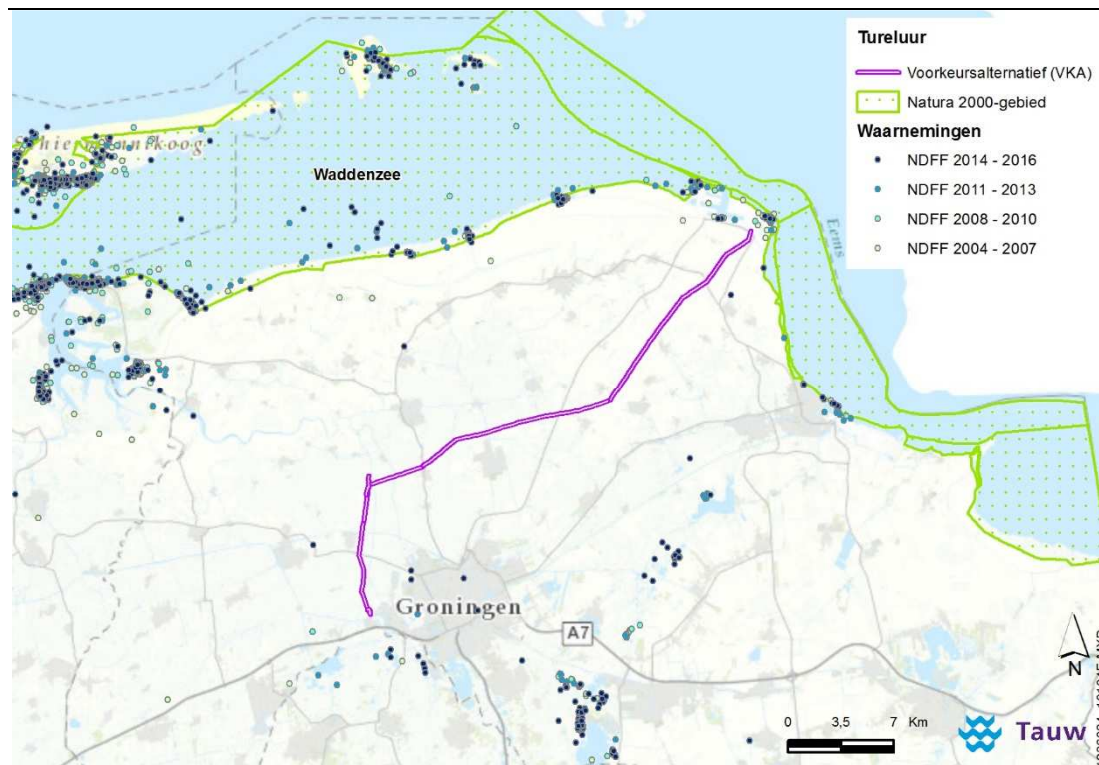 Tureluur
Voorkeursalternatief (VKA)
Natura 2000-gebied
Waarnemingen
NDFF 2014 - 2016
NDFF 2011 - 2013
NDFF 2008 - 2010
NDFF 2004 - 2007
Waddenzee
Eems
Groningen
A7
N
0 3,5 7 Km
Tauw